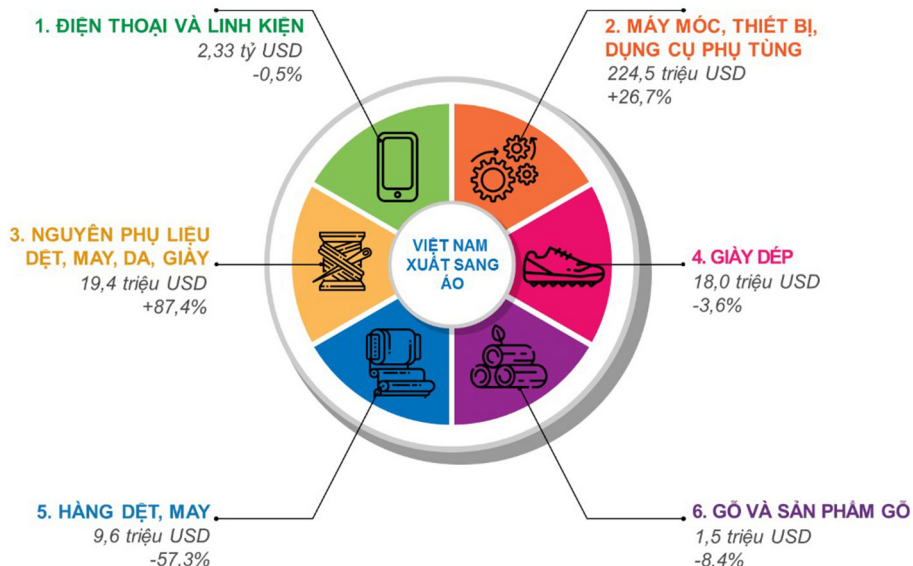 1. ĐIỆN THOẠI VÀ LINH KIỆN
2,33 tỷ USD
-0,5%
2. MÁY MÓC, THIẾT BỊ,
DỤNG CỤ PHỤ TÙNG
224,5 triệu USD
+26,7%
3. NGUYÊN PHỤ LIỆU
DỆT, MAY, DA, GIÀY
19,4 triệu USD
+87,4%
VIỆT NAM
XUẤT SANG
ÁO
4. GIÀY DÉP
18,0 triệu USD
-3,6%
5. HÀNG DỆT, MAY
9,6 triệu USD
-57,3%
6. GỖ VÀ SẢN PHẨM GỖ
1,5 triệu USD
-8,4%